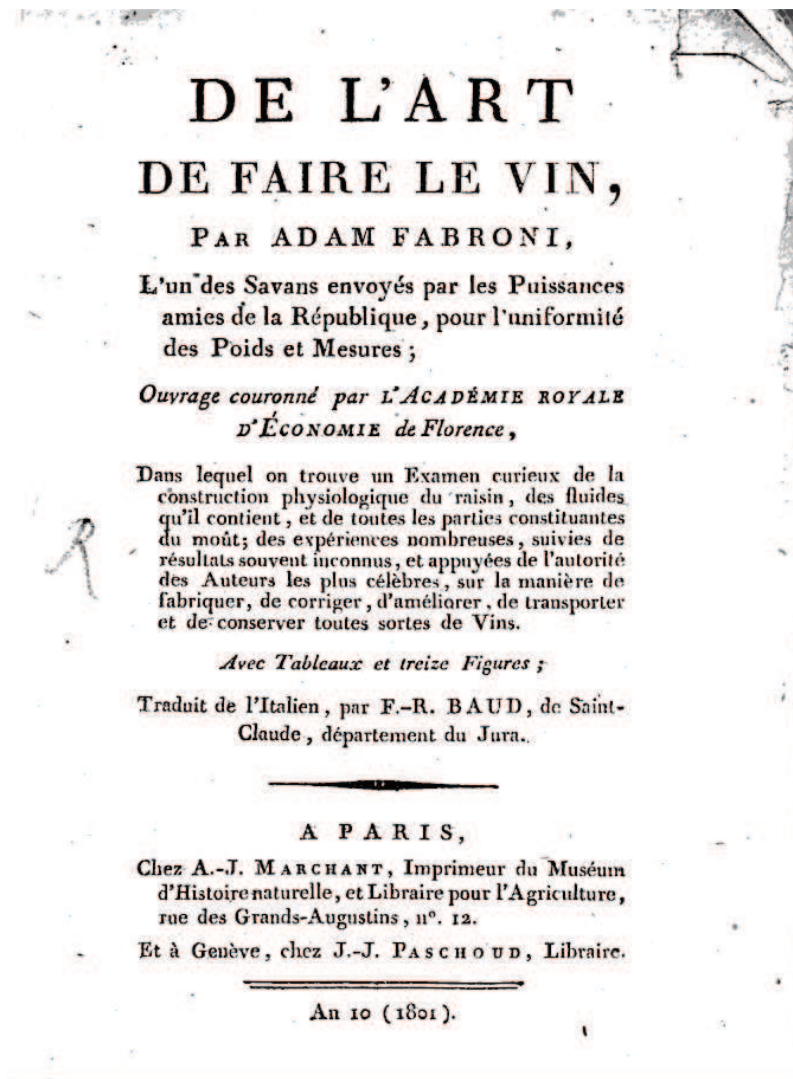 DE L'ART
DE FAIRE LE VIN,
PAR ADAM FABRONI,
L'un des Savans envoyés par les Puissances
amies de la République, pour l'uniformité
des Poids et Mesures ;
Ouvrage couronné par L'ACADÉMIE ROYALE
D'ÉCONOMIE de Florence,
Dans lequel on trouve un Examen curieux de la
construction physiologique du raisin, des fluides
qu'il contient, et de toutes les parties constituantes
du moût; des expériences nombreuses, suivies de
résultats souvent inconnus, et appuyées de l'autorité
des Auteurs les plus célèbres, sur la manière de
fabriquer, de corriger, d'améliorer, de transporter
et de conserver toutes sortes de Vins.
Avec Tableaux et treize Figures ;
Traduit de l'Italien, par F.-R. BAUD, de Saint-
Claude, département du Jura.
A PARIS,
Chez A.-J. MARCHANT, Imprimeur du Muséum
d'Histoire naturelle, et Libraire pour l'Agriculture,
rue des Grands-Augustins, n°. 12.
Et à Genève, chez J.-J. PASCHOUD, Libraire.
An 10 (1801).
R